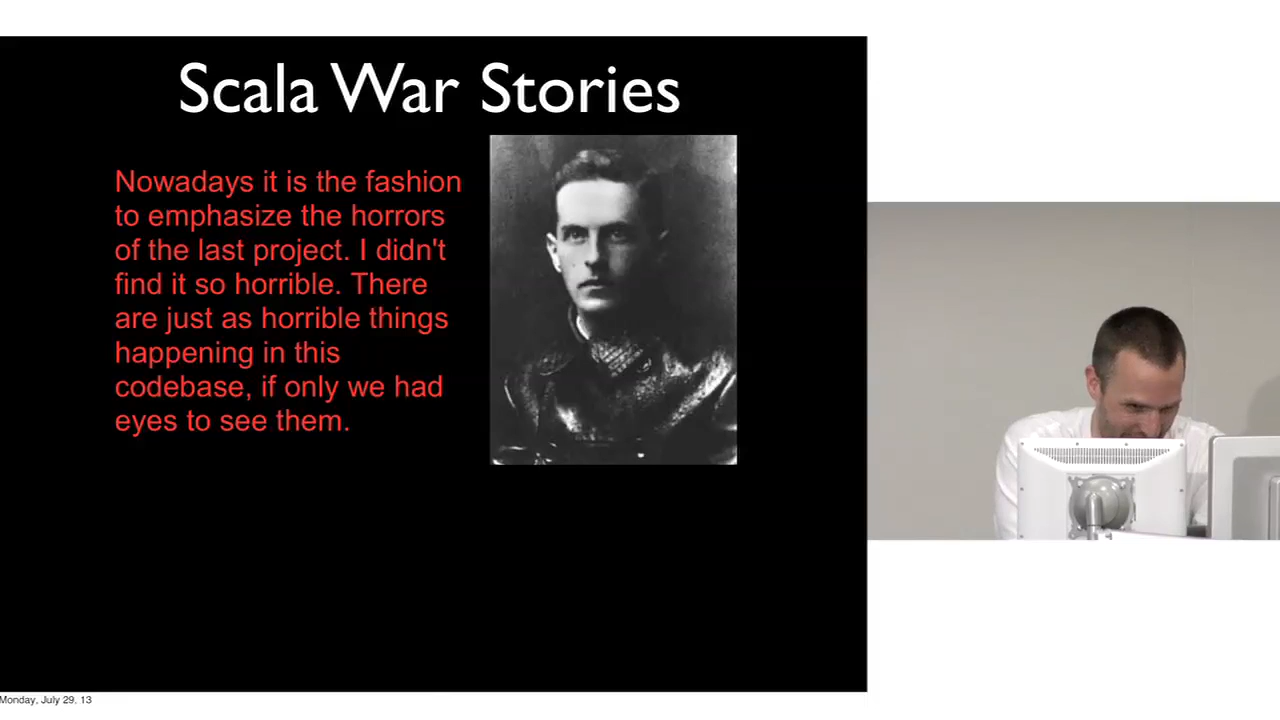 Scala War Stories
Nowadays it is the fashion
to emphasize the horrors
of the last project. I didn't
find it so horrible. There
are just as horrible things
happening in this
codebase, if only we had
eyes to see them.
Monday, July 29, 13